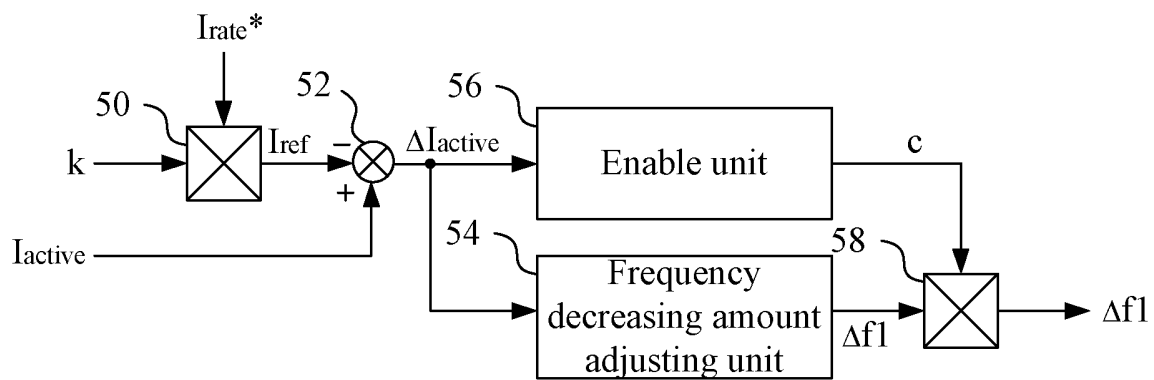 Irate*
50
52
56
k
Iref
−
+
ΔIactive
Enable unit
c
Iactive
54
58
Frequency
decreasing amount
adjusting unit
Δf1
Δf1